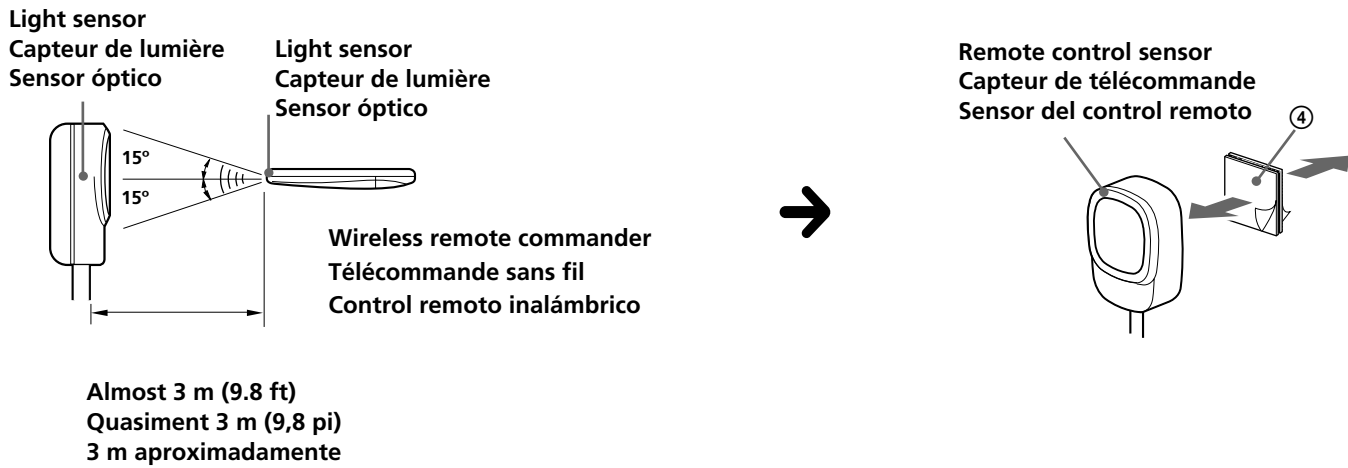 Light sensor
Capteur de lumière
Sensor óptico
Light sensor
Capteur de lumière
Sensor óptico
15º
15º
Wireless remote commander
Télécommande sans fil
Control remoto inalámbrico
Almost 3 m (9.8 ft)
Quasiment 3 m (9,8 pi)
3 m aproximadamente
Remote control sensor
Capteur de télécommande
Sensor del control remoto
④